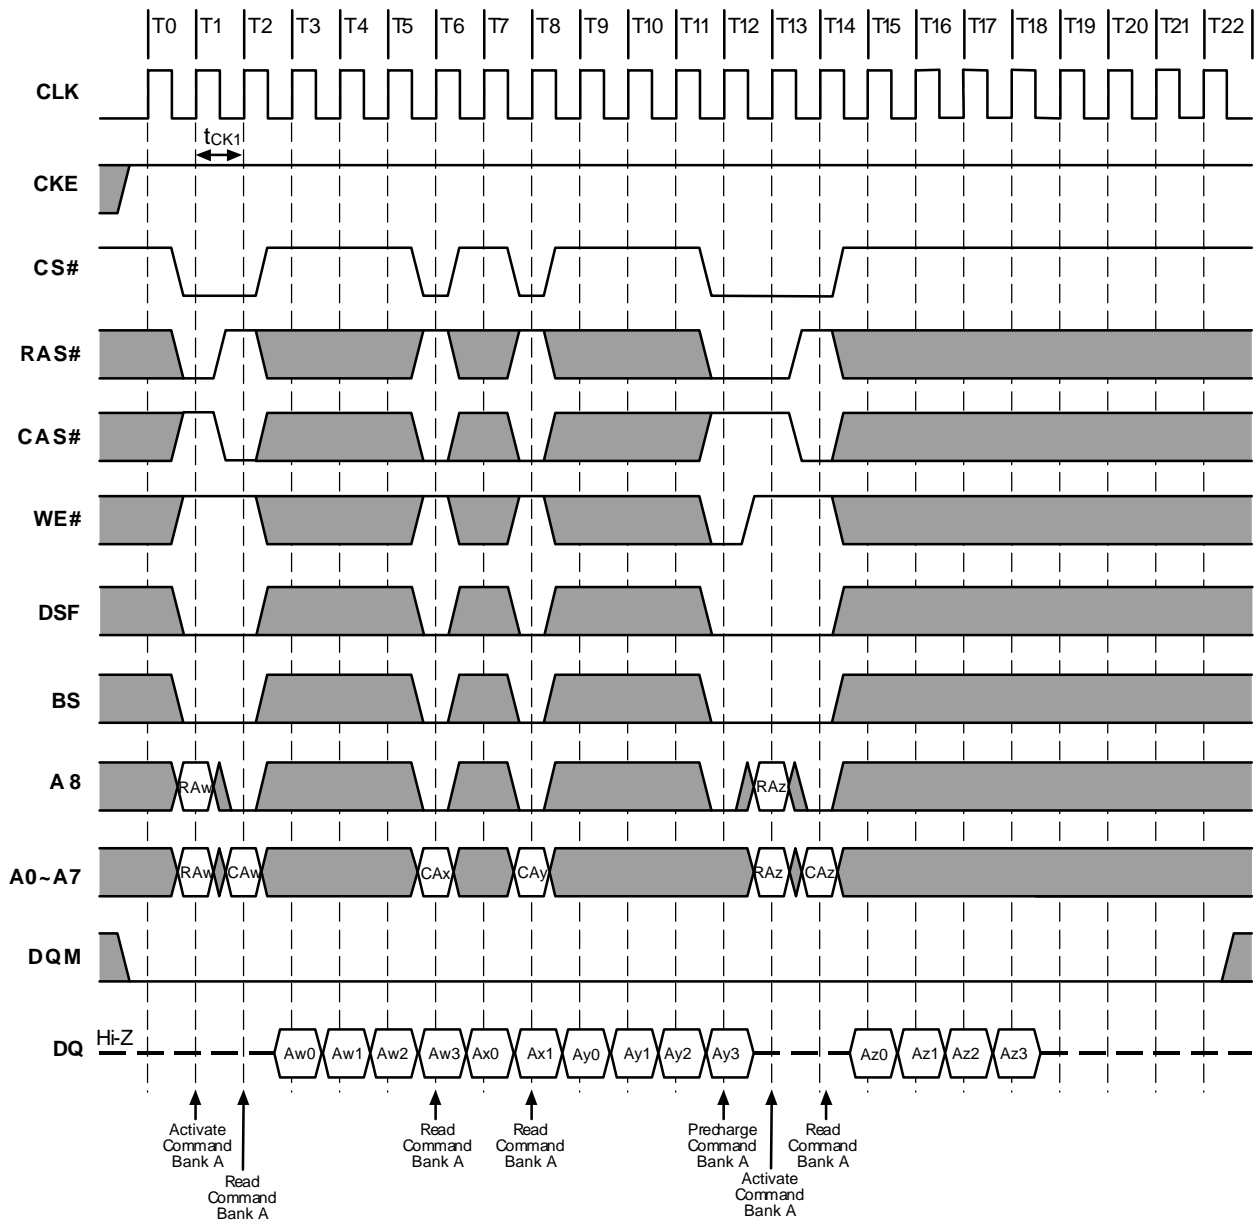 T0 T1 T2 T3 T4 T5 T6 T7 T8 T9 T10 T11 T12 T13 T14 T15 T16 T17 T18 T19 T20 T21 T22
CLK
tCK1
CKE
CS#
RAS#
CAS#
WE#
DSF
BS
A8 RAw RAz
A0~A7 RAw CAw CAx CAy RAz CAz
DQM
DQ Hi-Z Aw0 Aw1 Aw2 Aw3 Ax0 Ax1 Ay0 Ay1 Ay2 Ay3 Az0 Az1 Az2 Az3
Activate
Command
Bank A
Read
Command
Bank A
Read
Command
Bank A
Read
Command
Bank A
Precharge
Command
Bank A
Activate
Command
Bank A
Read
Command
Bank A